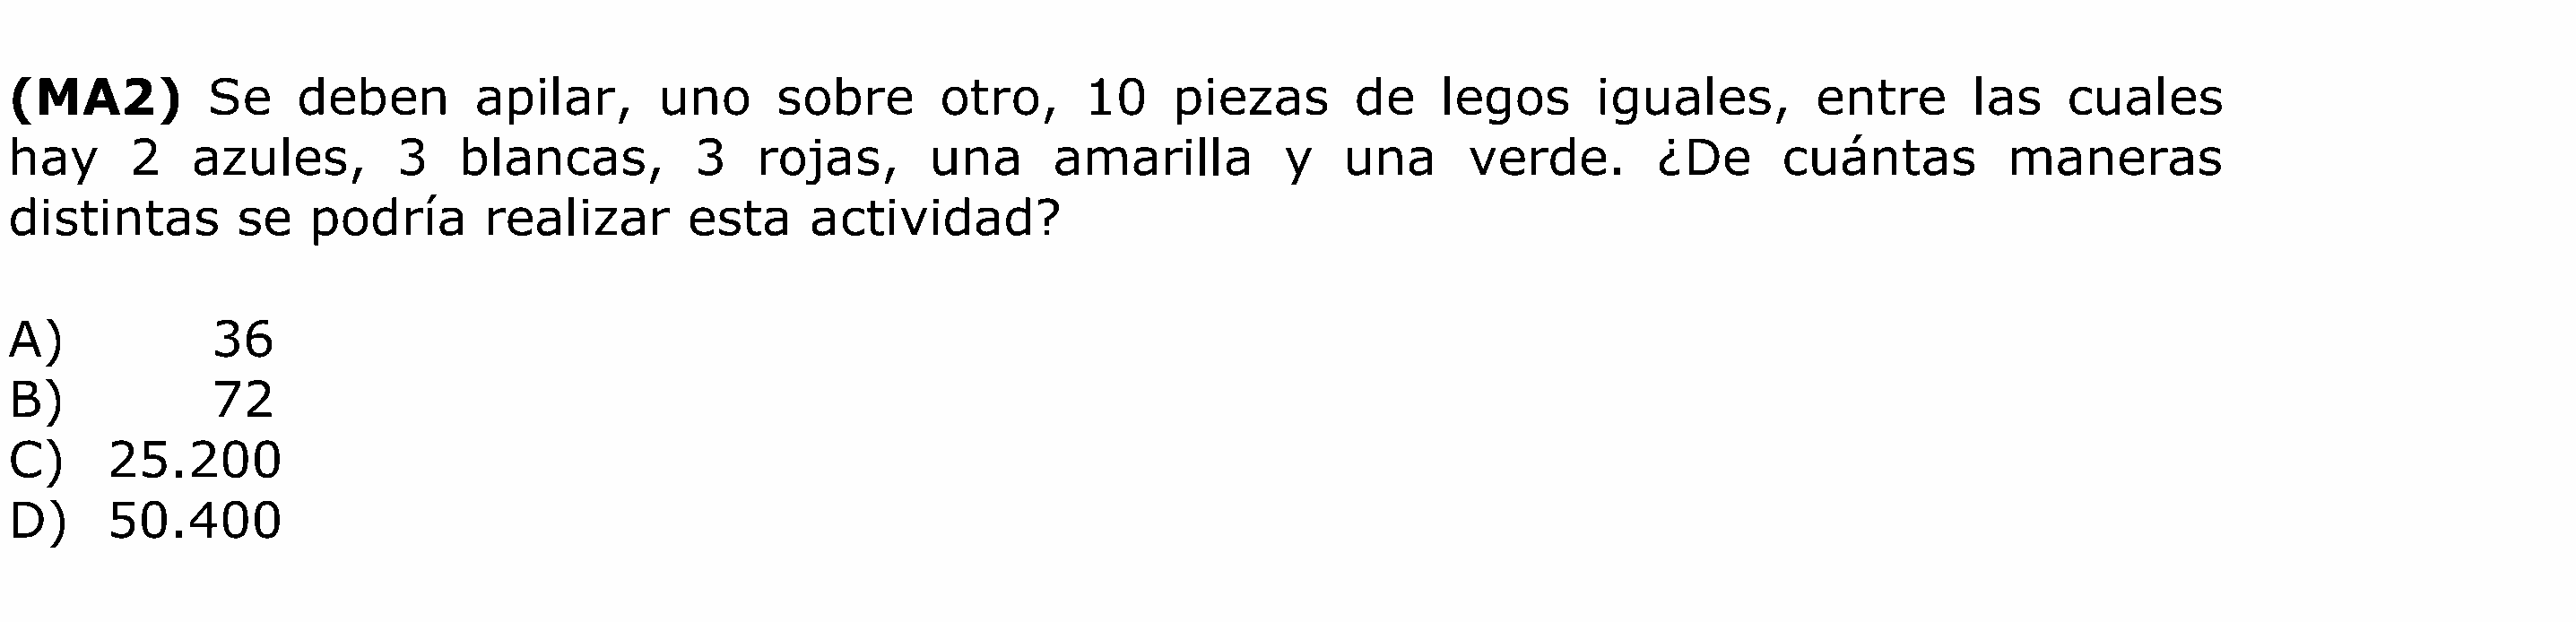 (MA2) Se deben apilar, uno sobre otro, 10 piezas de legos iguales, entre las cuales
hay 2 azules, 3 blancas, 3 rojas, una amarilla y una verde. ¿De cuántas maneras
distintas se podría realizar esta actividad?
A) 36
B) 72
C) 25.200
D) 50.400